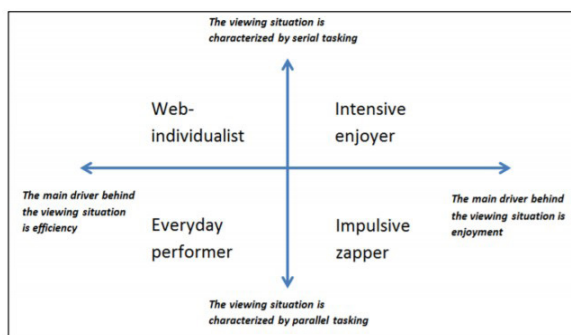 The viewing situation is
characterized by serial tasking
Web-
individualist
Intensive
enjoyer
The main driver behind
the viewing situation
is efficiency
The main driver behind
the viewing situation is
enjoyment
Everyday
performer
Impulsive
zapper
The viewing situation is
characterized by parallel tasking